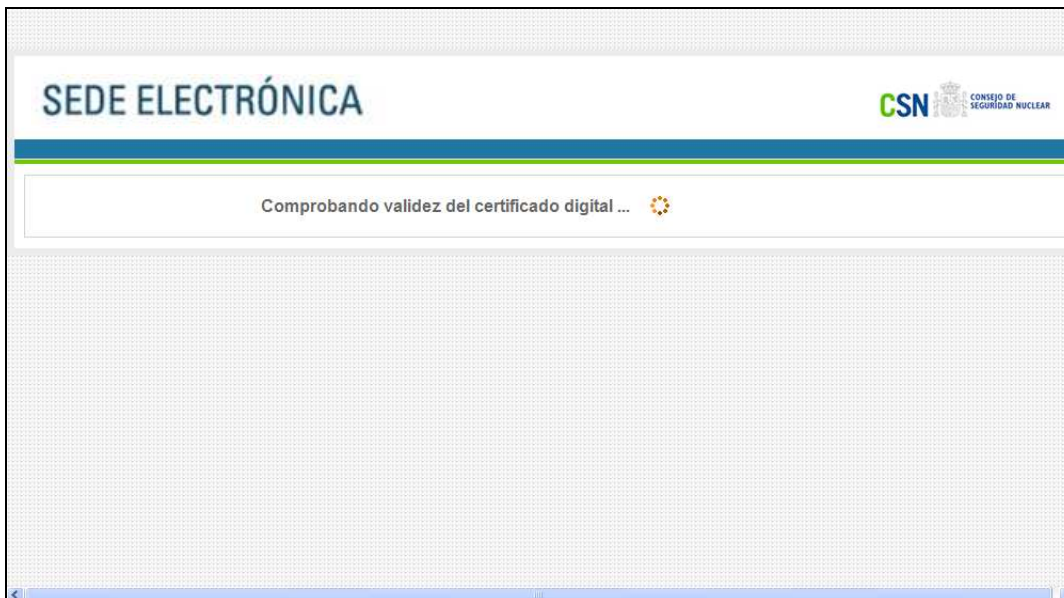 SEDE ELECTRÓNICA
CSN
CONSEJO DE
SEGURIDAD NUCLEAR
Comprobando validez del certificado digital ...